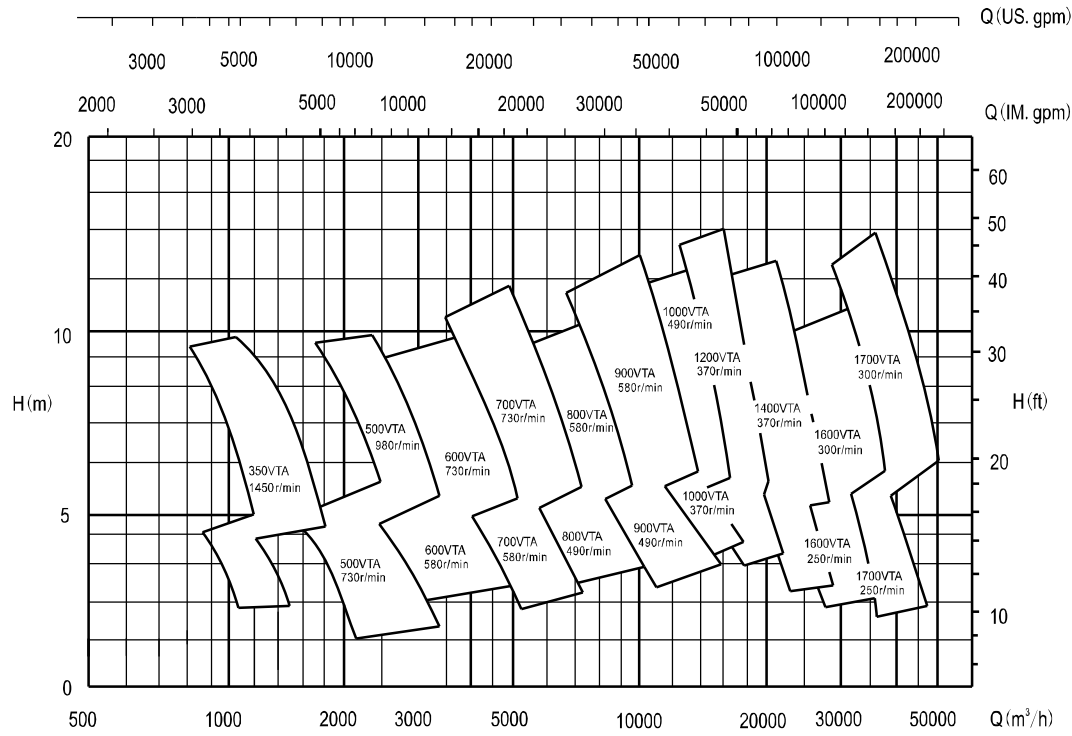 Q(US. gpm)
3000 5000 10000 20000 50000 100000 200000
2000 3000 5000 10000 20000 30000 50000 100000 200000 Q(IM. gpm)
20
60
50
40
10
30
H(m)
H(ft)
20
5
10
0
1000VTA
490r/min
1200VTA
370r/min
1700VTA
300r/min
900VTA
580r/min
700VTA
730r/min
800VTA
580r/min
1400VTA
370r/min
500VTA
980r/min
1600VTA
300r/min
600VTA
730r/min
350VTA
1450r/min
1000VTA
370r/min
900VTA
490r/min
700VTA
580r/min
800VTA
490r/min
600VTA
580r/min
1600VTA
250r/min
500VTA
730r/min
1700VTA
250r/min
500 1000 2000 3000 5000 10000 20000 30000 50000 Q(m³/h)